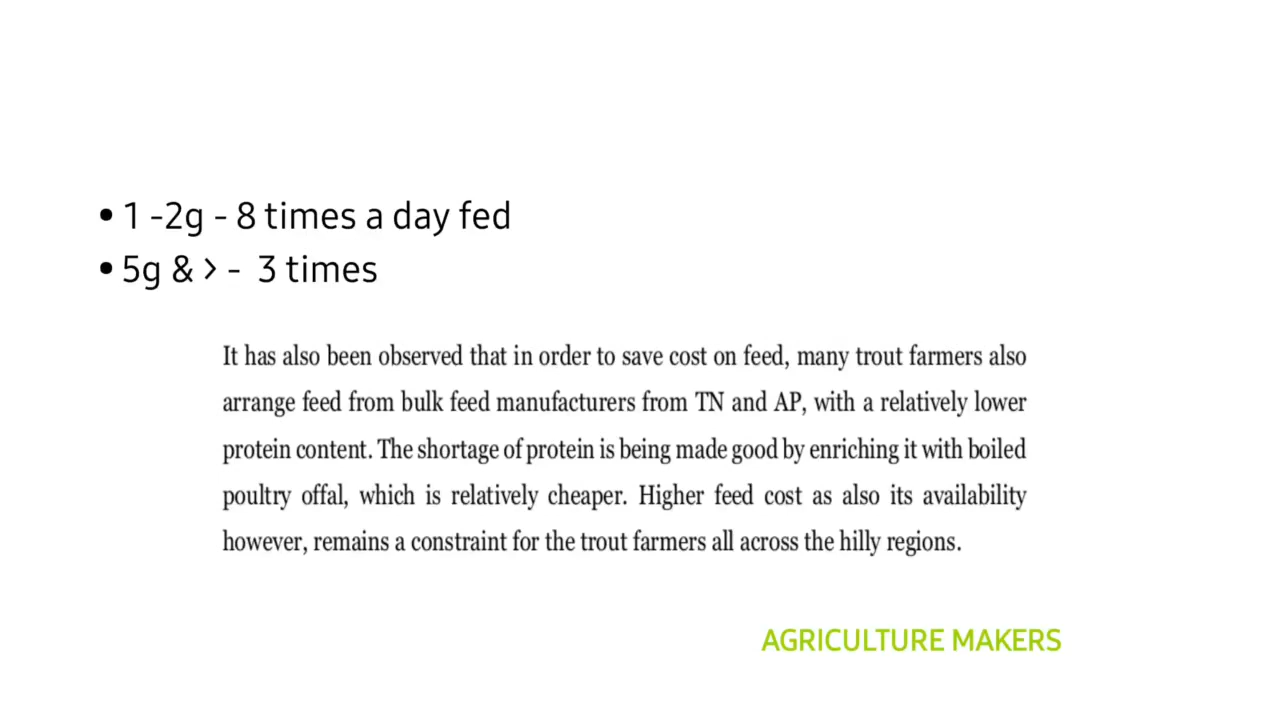 • 1 -2g - 8 times a day fed
• 5g & > - 3 times
It has also been observed that in order to save cost on feed, many trout farmers also
arrange feed from bulk feed manufacturers from TN and AP, with a relatively lower
protein content. The shortage of protein is being made good by enriching it with boiled
poultry offal, which is relatively cheaper. Higher feed cost as also its availability
however, remains a constraint for the trout farmers all across the hilly regions.
AGRICULTURE MAKERS